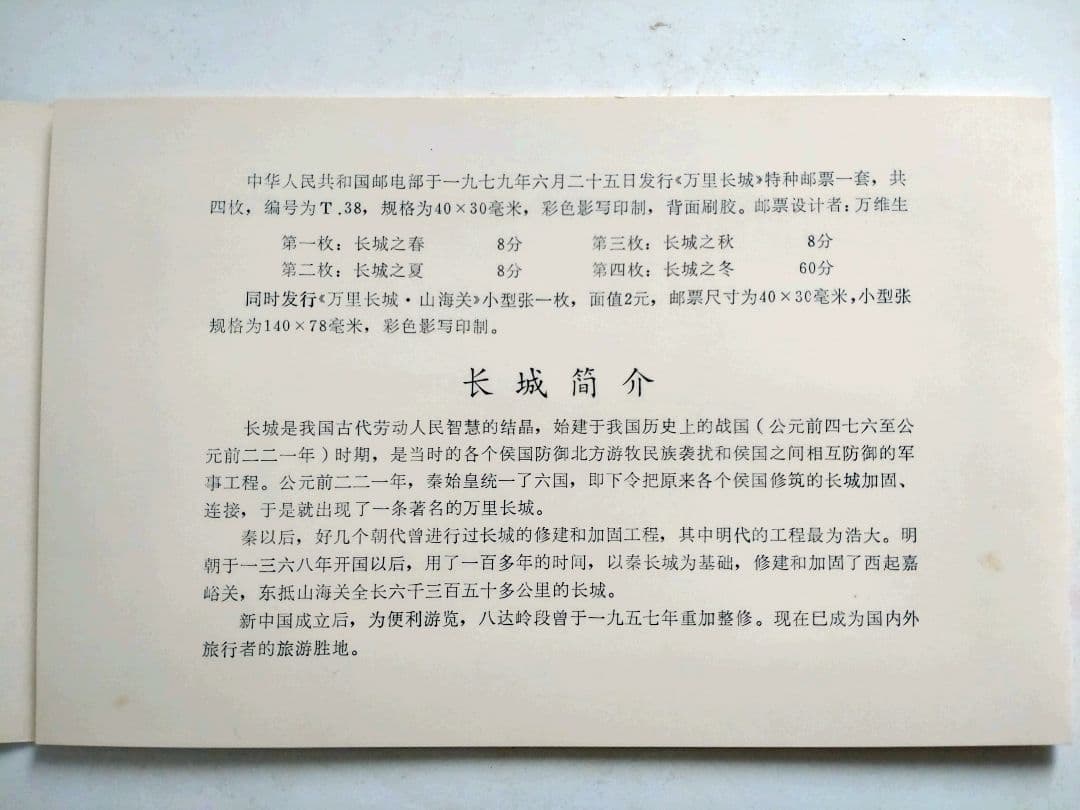 中华人民共和国邮电部于一九七九年六月二十五日发行《万里长城》特种邮票一套，共
四枚，编号为T.38，规格为40×30毫米，彩色影写印制，背面刷胶。邮票设计者：万维生
第一枚：长城之春 8分 第三枚：长城之秋 8分
第二枚：长城之夏 8分 第四枚：长城之冬 60分
同时发行《万里长城·山海关》小型张一枚，面值2元，邮票尺寸为40×30毫米，小型张
规格为140×78毫米，彩色影写印制。
长城简介
长城是我国古代劳动人民智慧的结晶，始建于我国历史上的战国（公元前四七六至公
元前二二一年）时期，是当时的各个侯国防御北方游牧民族袭扰和侯国之间相互防御的军
事工程。公元前二二一年，秦始皇统一了六国，即下令把原来各个侯国修筑的长城加固、
连接，于是就出现了一条著名的万里长城。
秦以后，好几个朝代曾进行过长城的修建和加固工程，其中明代的工程最为浩大。明
朝于一三六八年开国以后，用了一百多年的时间，以秦长城为基础，修建和加固了西起嘉
峪关，东抵山海关全长六千三百五十多公里的长城。
新中国成立后，为便利游览，八达岭段曾于一九五七年重加整修。现在巳成为国内外
旅行者的旅游胜地。